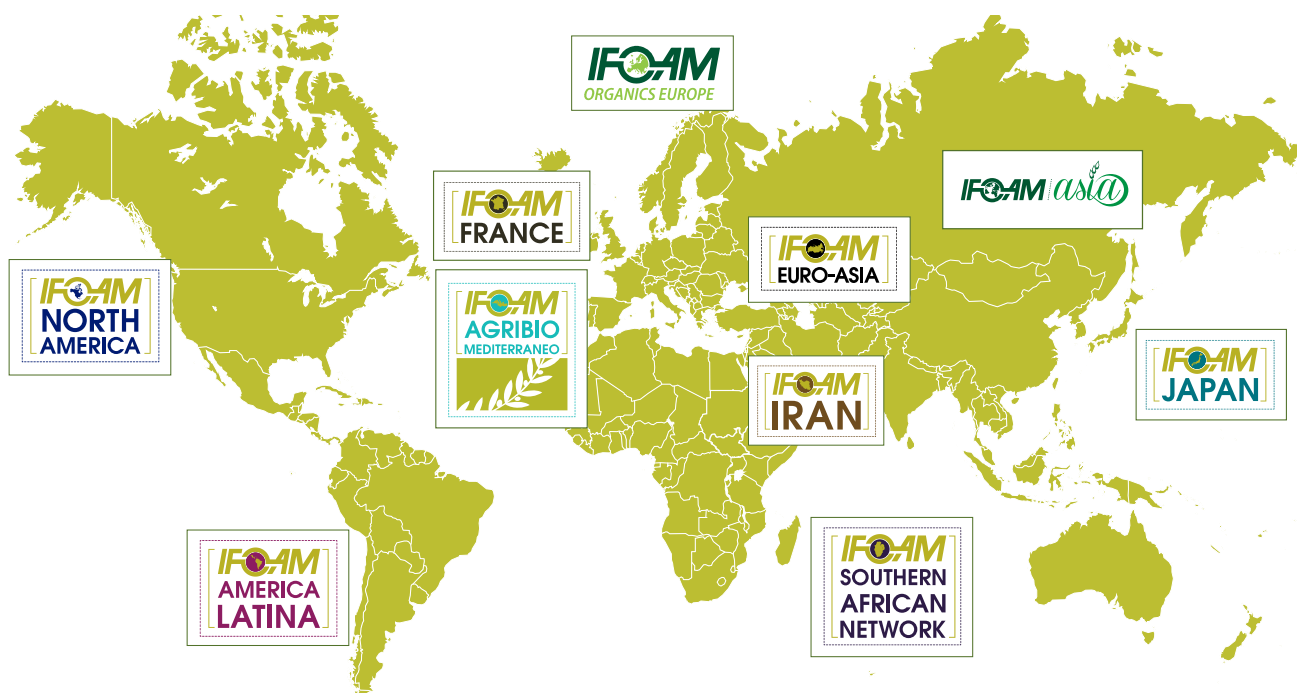 IFOAM
ORGANICS EUROPE
IFOAM asia
IFOAM
FRANCE
IFOAM
EURO-ASIA
IFOAM
NORTH
AMERICA
IFOAM
AGRIBIO
MEDITERRANEO
IFOAM
JAPAN
IFOAM
IRAN
IFOAM
AMERICA
LATINA
IFOAM
SOUTHERN
AFRICAN
NETWORK